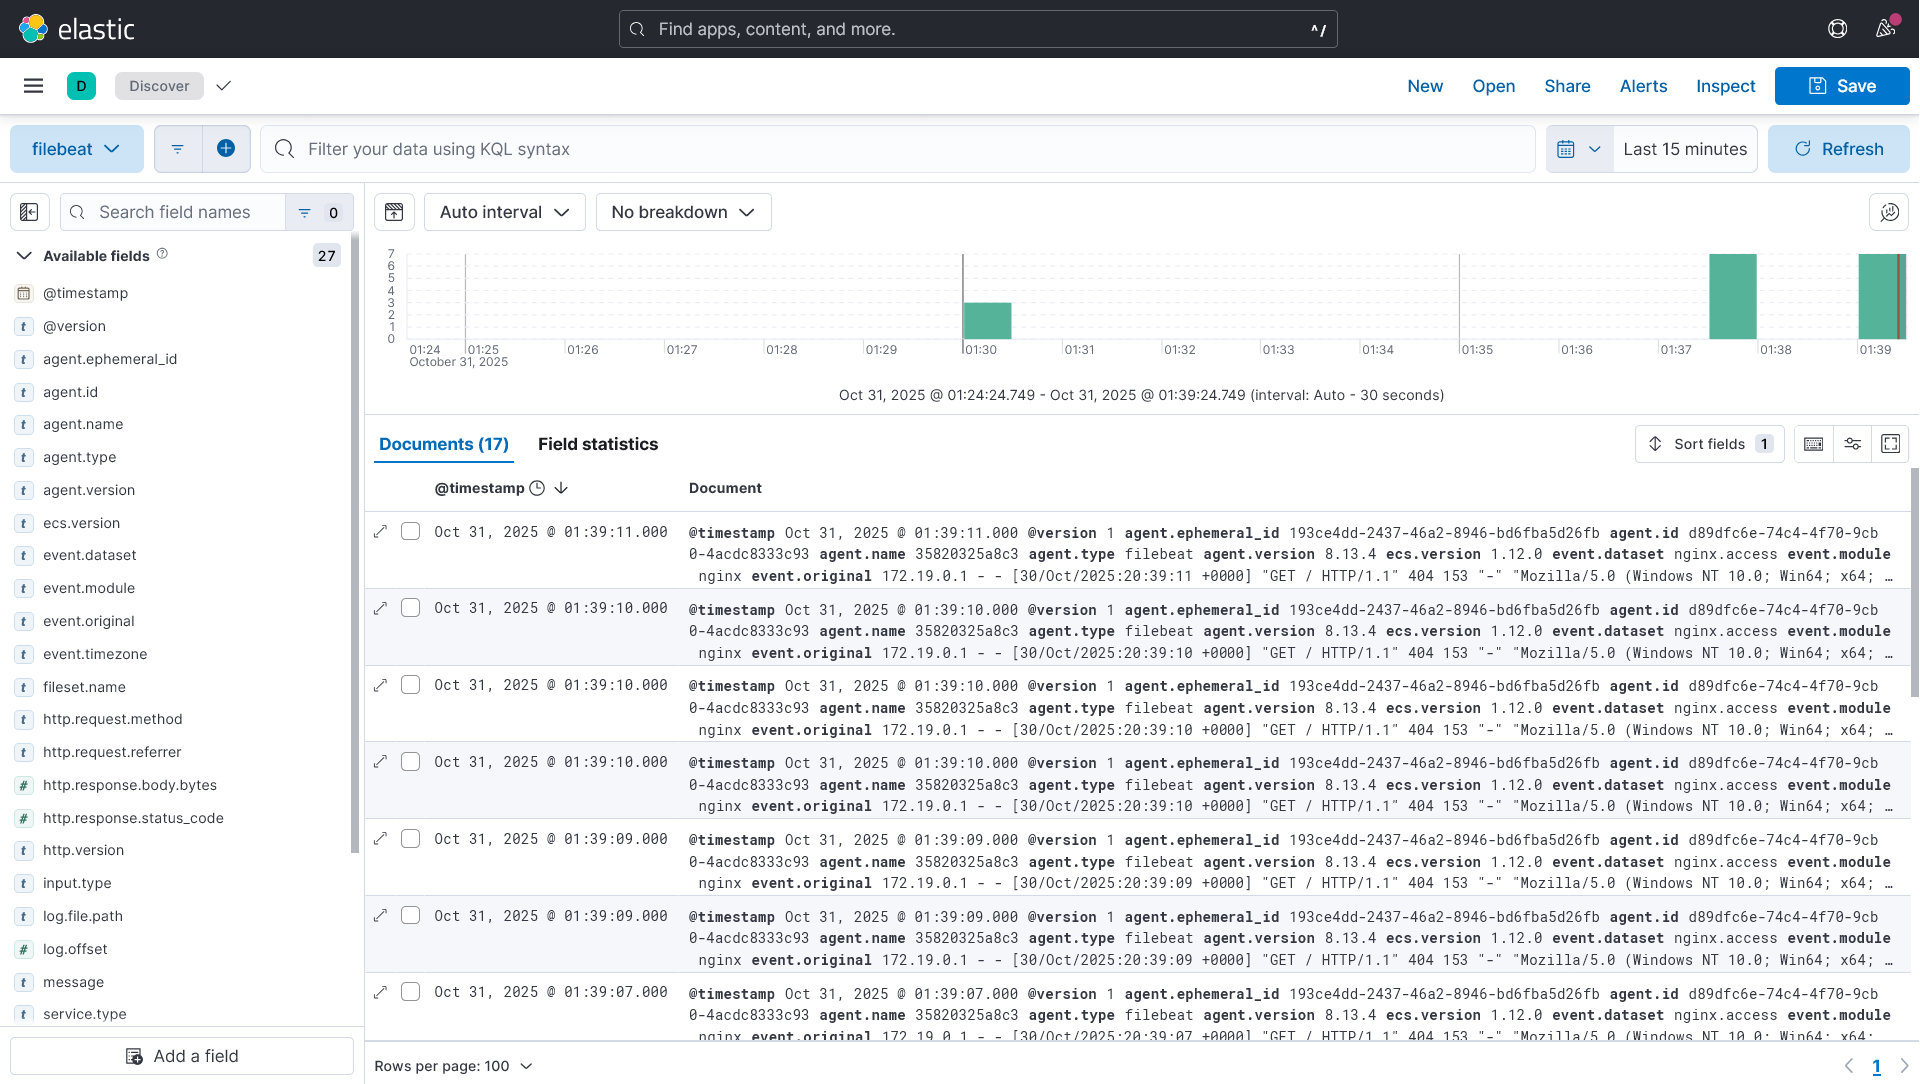 elastic
Find apps, content, and more.
^/
D
Discover
New
Open
Share
Alerts
Inspect
Save
filebeat
Filter your data using KQL syntax
Last 15 minutes
Refresh
Search field names
0
Auto interval
No breakdown
Available fields
27
@timestamp
t @version
t agent.ephemeral_id
t agent.id
t agent.name
t agent.type
t agent.version
t ecs.version
t event.dataset
t event.module
t event.original
t event.timezone
t fileset.name
t http.request.method
t http.request.referrer
# http.response.body.bytes
# http.response.status_code
t http.version
t input.type
t log.file.path
# log.offset
t message
t service.type
Add a field
7
6
5
4
3
2
1
0
01:24 01:25 01:26 01:27 01:28 01:29 01:30 01:31 01:32 01:33 01:34 01:35 01:36 01:37 01:38 01:39
October 31, 2025
Oct 31, 2025 @ 01:24:24.749 - Oct 31, 2025 @ 01:39:24.749 (interval: Auto - 30 seconds)
Documents (17)
Field statistics
Sort fields 1
@timestamp
Document
Oct 31, 2025 @ 01:39:11.000
@timestamp Oct 31, 2025 @ 01:39:11.000 @version 1 agent.ephemeral_id 193ce4dd-2437-46a2-8946-bd6fba5d26fb agent.id d89dfc6e-74c4-4f70-9cb
0-4acdc8333c93 agent.name 35820325a8c3 agent.type filebeat agent.version 8.13.4 ecs.version 1.12.0 event.dataset nginx.access event.module
nginx event.original 172.19.0.1 - - [30/Oct/2025:20:39:11 +0000] "GET / HTTP/1.1" 404 153 "-" "Mozilla/5.0 (Windows NT 10.0; Win64; x64; …
Oct 31, 2025 @ 01:39:10.000
@timestamp Oct 31, 2025 @ 01:39:10.000 @version 1 agent.ephemeral_id 193ce4dd-2437-46a2-8946-bd6fba5d26fb agent.id d89dfc6e-74c4-4f70-9cb
0-4acdc8333c93 agent.name 35820325a8c3 agent.type filebeat agent.version 8.13.4 ecs.version 1.12.0 event.dataset nginx.access event.module
nginx event.original 172.19.0.1 - - [30/Oct/2025:20:39:10 +0000] "GET / HTTP/1.1" 404 153 "-" "Mozilla/5.0 (Windows NT 10.0; Win64; x64; …
Oct 31, 2025 @ 01:39:10.000
@timestamp Oct 31, 2025 @ 01:39:10.000 @version 1 agent.ephemeral_id 193ce4dd-2437-46a2-8946-bd6fba5d26fb agent.id d89dfc6e-74c4-4f70-9cb
0-4acdc8333c93 agent.name 35820325a8c3 agent.type filebeat agent.version 8.13.4 ecs.version 1.12.0 event.dataset nginx.access event.module
nginx event.original 172.19.0.1 - - [30/Oct/2025:20:39:10 +0000] "GET / HTTP/1.1" 404 153 "-" "Mozilla/5.0 (Windows NT 10.0; Win64; x64; …
Oct 31, 2025 @ 01:39:10.000
@timestamp Oct 31, 2025 @ 01:39:10.000 @version 1 agent.ephemeral_id 193ce4dd-2437-46a2-8946-bd6fba5d26fb agent.id d89dfc6e-74c4-4f70-9cb
0-4acdc8333c93 agent.name 35820325a8c3 agent.type filebeat agent.version 8.13.4 ecs.version 1.12.0 event.dataset nginx.access event.module
nginx event.original 172.19.0.1 - - [30/Oct/2025:20:39:10 +0000] "GET / HTTP/1.1" 404 153 "-" "Mozilla/5.0 (Windows NT 10.0; Win64; x64; …
Oct 31, 2025 @ 01:39:09.000
@timestamp Oct 31, 2025 @ 01:39:09.000 @version 1 agent.ephemeral_id 193ce4dd-2437-46a2-8946-bd6fba5d26fb agent.id d89dfc6e-74c4-4f70-9cb
0-4acdc8333c93 agent.name 35820325a8c3 agent.type filebeat agent.version 8.13.4 ecs.version 1.12.0 event.dataset nginx.access event.module
nginx event.original 172.19.0.1 - - [30/Oct/2025:20:39:09 +0000] "GET / HTTP/1.1" 404 153 "-" "Mozilla/5.0 (Windows NT 10.0; Win64; x64; …
Oct 31, 2025 @ 01:39:09.000
@timestamp Oct 31, 2025 @ 01:39:09.000 @version 1 agent.ephemeral_id 193ce4dd-2437-46a2-8946-bd6fba5d26fb agent.id d89dfc6e-74c4-4f70-9cb
0-4acdc8333c93 agent.name 35820325a8c3 agent.type filebeat agent.version 8.13.4 ecs.version 1.12.0 event.dataset nginx.access event.module
nginx event.original 172.19.0.1 - - [30/Oct/2025:20:39:09 +0000] "GET / HTTP/1.1" 404 153 "-" "Mozilla/5.0 (Windows NT 10.0; Win64; x64; …
Oct 31, 2025 @ 01:39:07.000
@timestamp Oct 31, 2025 @ 01:39:07.000 @version 1 agent.ephemeral_id 193ce4dd-2437-46a2-8946-bd6fba5d26fb agent.id d89dfc6e-74c4-4f70-9cb
0-4acdc8333c93 agent.name 35820325a8c3 agent.type filebeat agent.version 8.13.4 ecs.version 1.12.0 event.dataset nginx.access event.module
nginx event.original 172.19.0.1 - - [30/Oct/2025:20:39:07 +0000] "GET / HTTP/1.1" 404 153 "-" "Mozilla/5.0 (Windows NT 10.0; Win64; x64;
Rows per page: 100
1